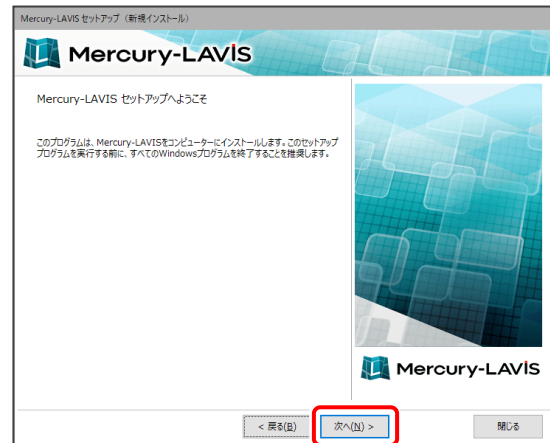 Mercury-LAVIS セットアップ（新規インストール）
Mercury-LAVIS
Mercury-LAVIS セットアップへようこそ
このプログラムは、Mercury-LAVISをコンピューターにインストールします。このセットアップ
プログラムを実行する前に、すべてのWindowsプログラムを終了することを推奨します。
Mercury-LAVIS
< 戻る(B)
次へ(N) >
閉じる